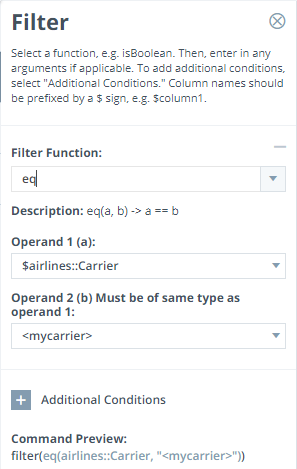 Filter
Select a function, e.g. isBoolean. Then, enter in any
arguments if applicable. To add additional conditions,
select "Additional Conditions." Column names should
be prefixed by a $ sign, e.g. $column1.
Filter Function:
eq
Description: eq(a, b) -> a == b
Operand 1 (a):
$airlines::Carrier
Operand 2 (b) Must be of same type as
operand 1:
<mycarrier>
Additional Conditions
Command Preview:
filter(eq(airlines::Carrier, "<mycarrier>"))